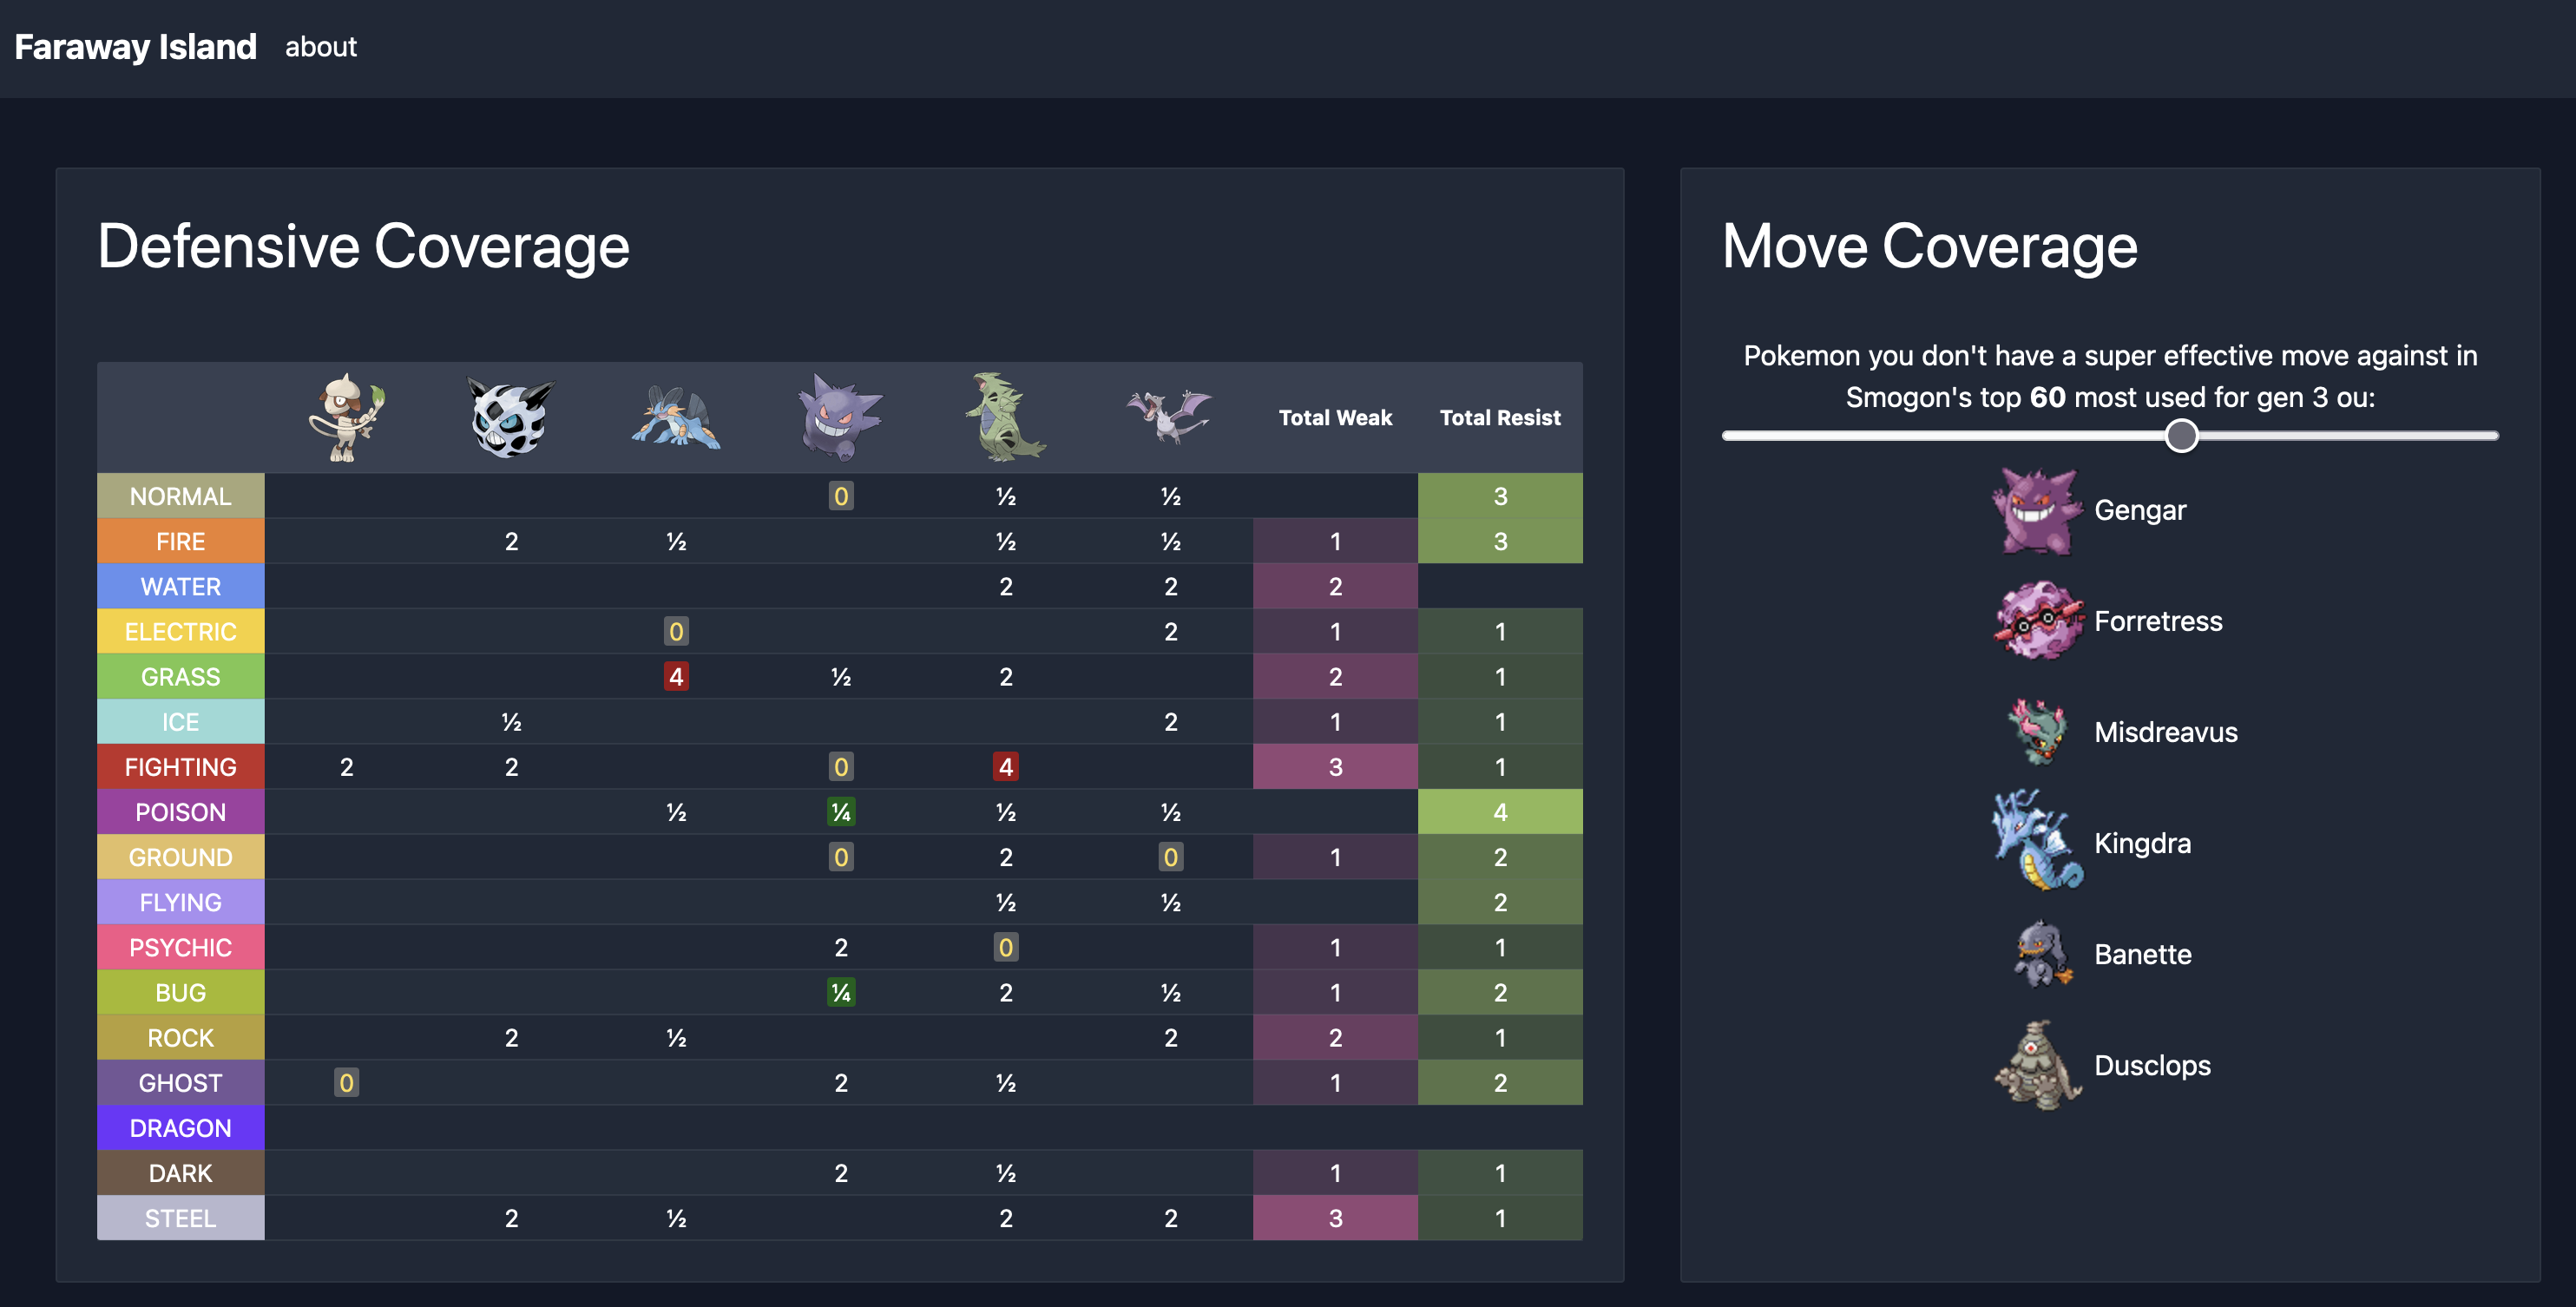 Faraway Island about
Defensive Coverage
Total Weak Total Resist
NORMAL 0 ½ ½ 3
FIRE 2 ½ ½ ½ 1 3
WATER 2 2 2
ELECTRIC 0 2 1 1
GRASS 4 ½ 2 2 1
ICE ½ 2 1 1
FIGHTING 2 2 0 4 3 1
POISON ½ ¼ ½ ½ 4
GROUND 0 2 0 1 2
FLYING ½ ½ 2
PSYCHIC 2 0 1 1
BUG ¼ 2 ½ 1 2
ROCK 2 ½ 2 2 1
GHOST 0 2 ½ 1 2
DRAGON
DARK 2 ½ 1 1
STEEL 2 ½ 2 2 3 1
Move Coverage
Pokemon you don't have a super effective move against in
Smogon's top 60 most used for gen 3 ou:
Gengar
Forretress
Misdreavus
Kingdra
Banette
Dusclops